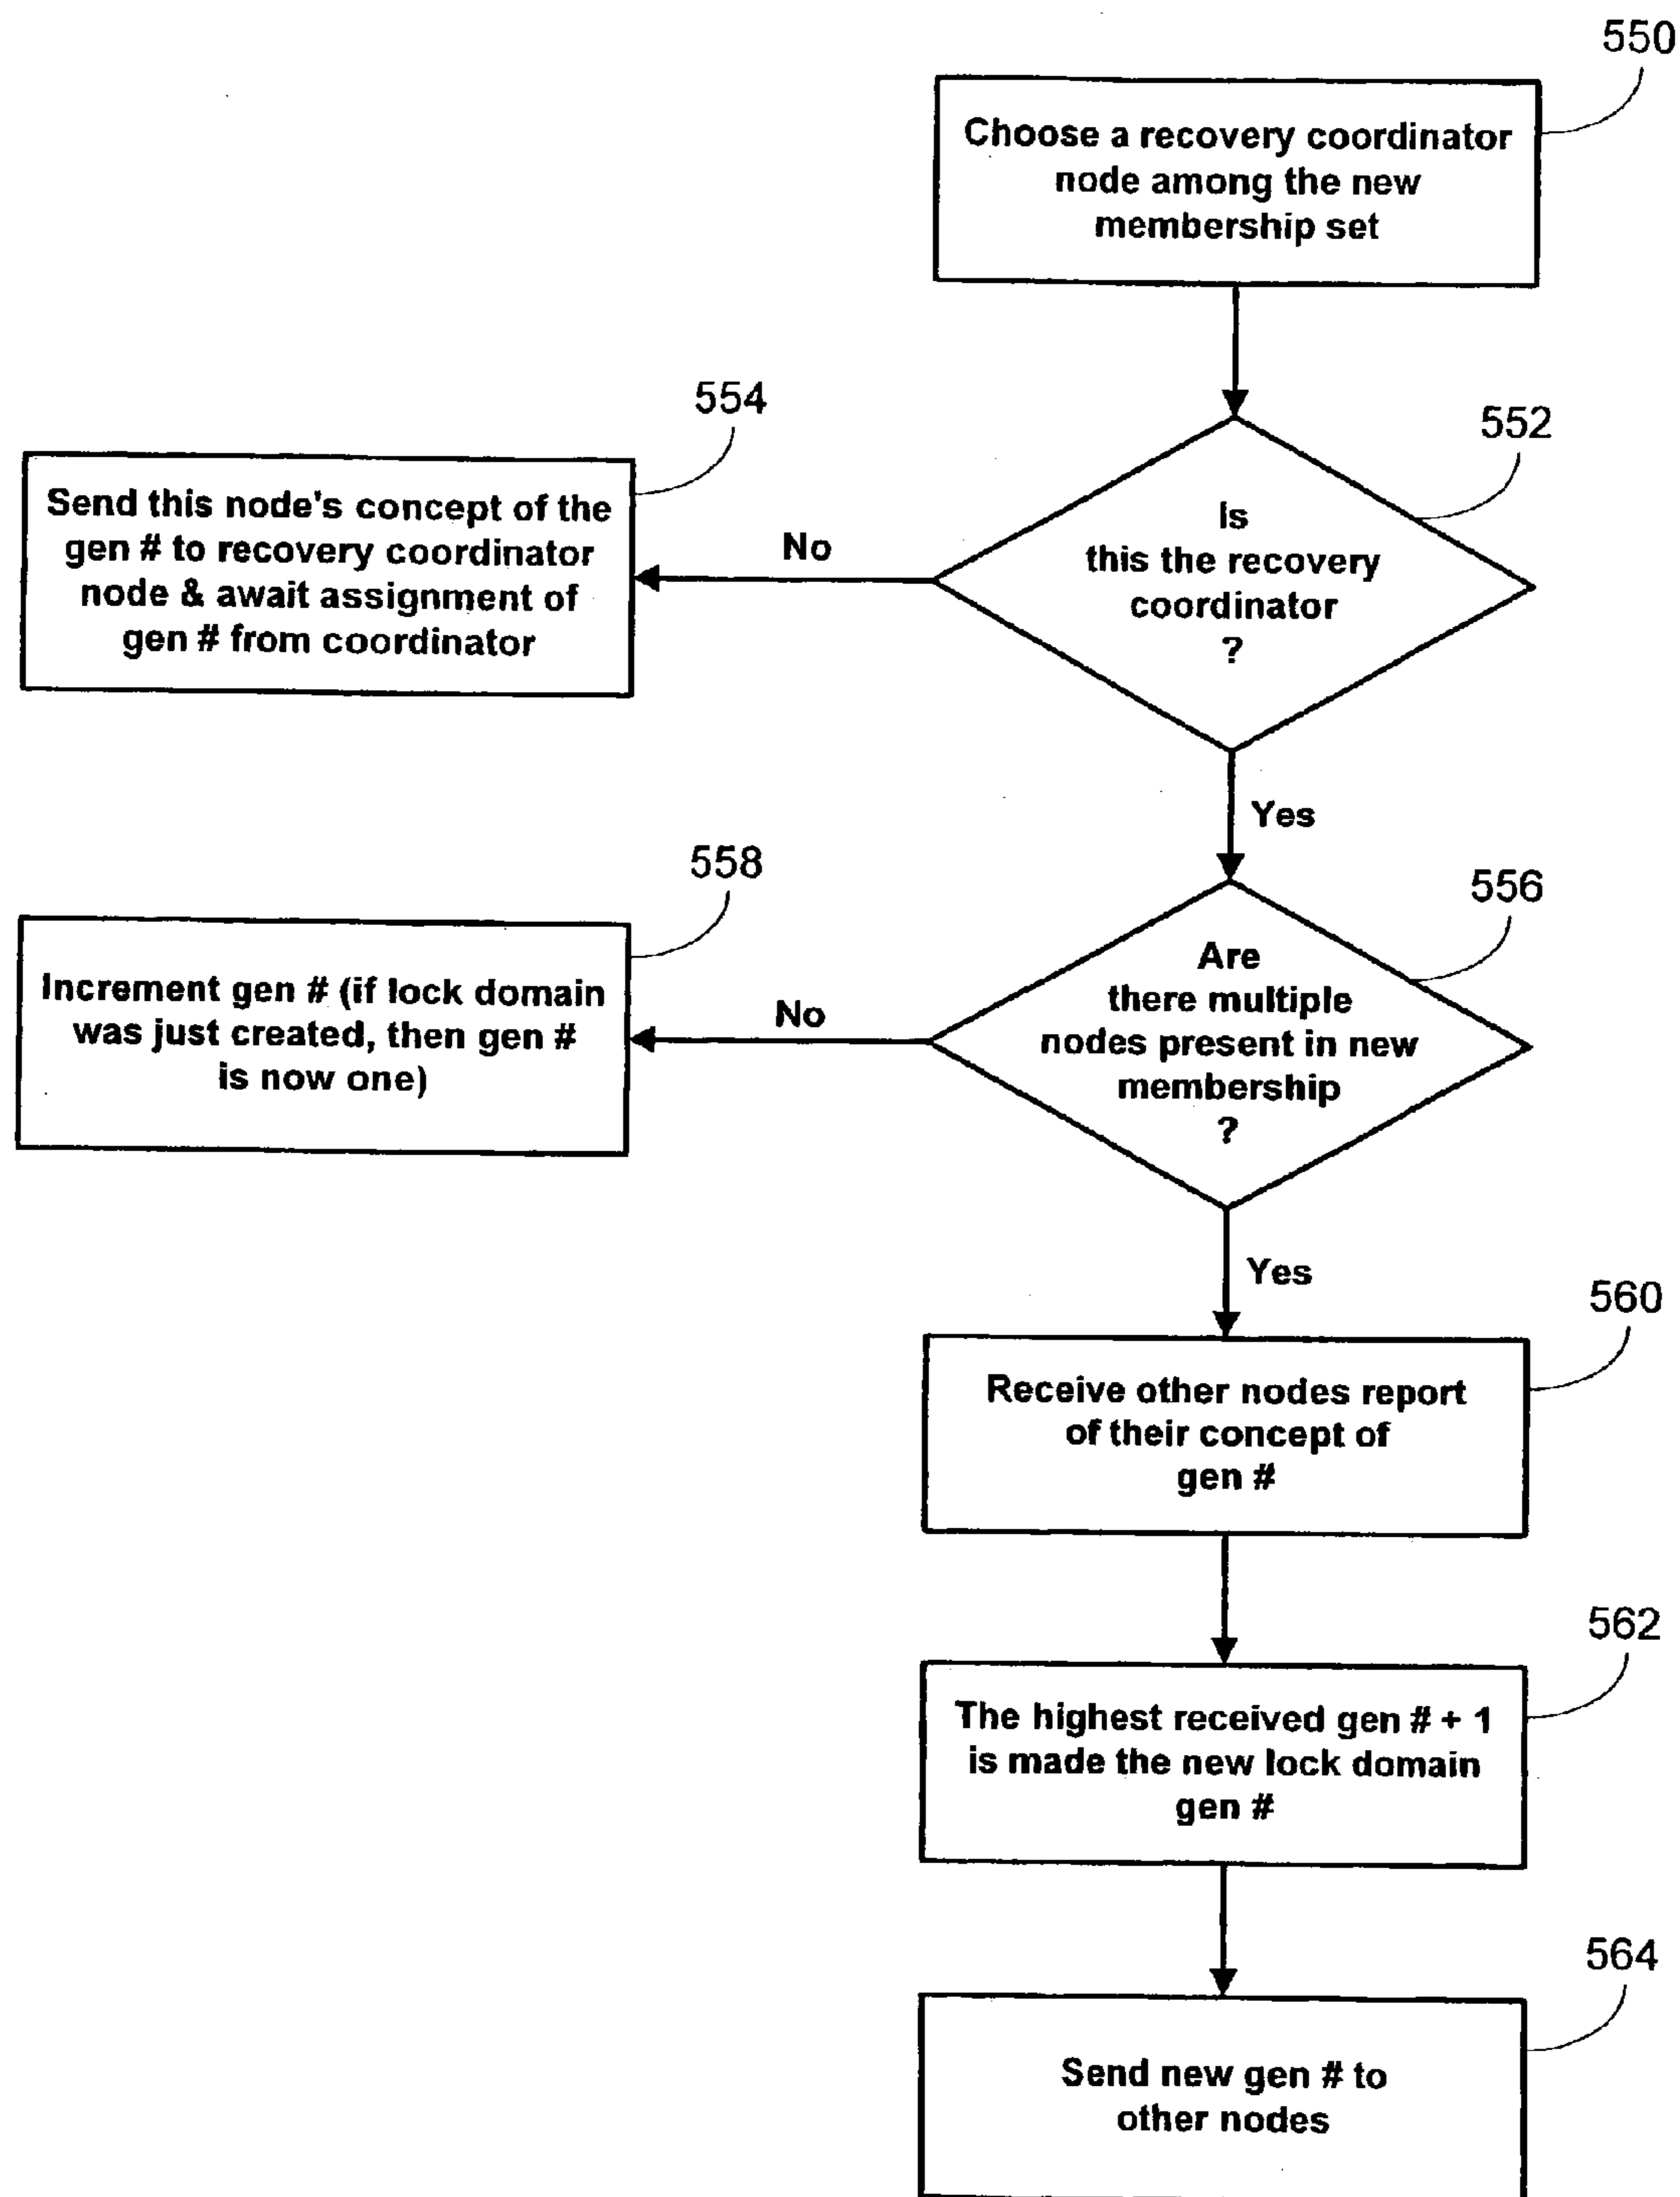 550
Choose a recovery coordinator
node among the new
membership set
554
552
Send this node's concept of the
gen # to recovery coordinator
node & await assignment of
gen # from coordinator
No
Is
this the recovery
coordinator
?
Yes
558
556
Increment gen # (if lock domain
was just created, then gen #
is now one)
No
Are
there multiple
nodes present in new
membership
?
Yes
560
Receive other nodes report
of their concept of
gen #
562
The highest received gen # + 1
is made the new lock domain
gen #
564
Send new gen # to
other nodes